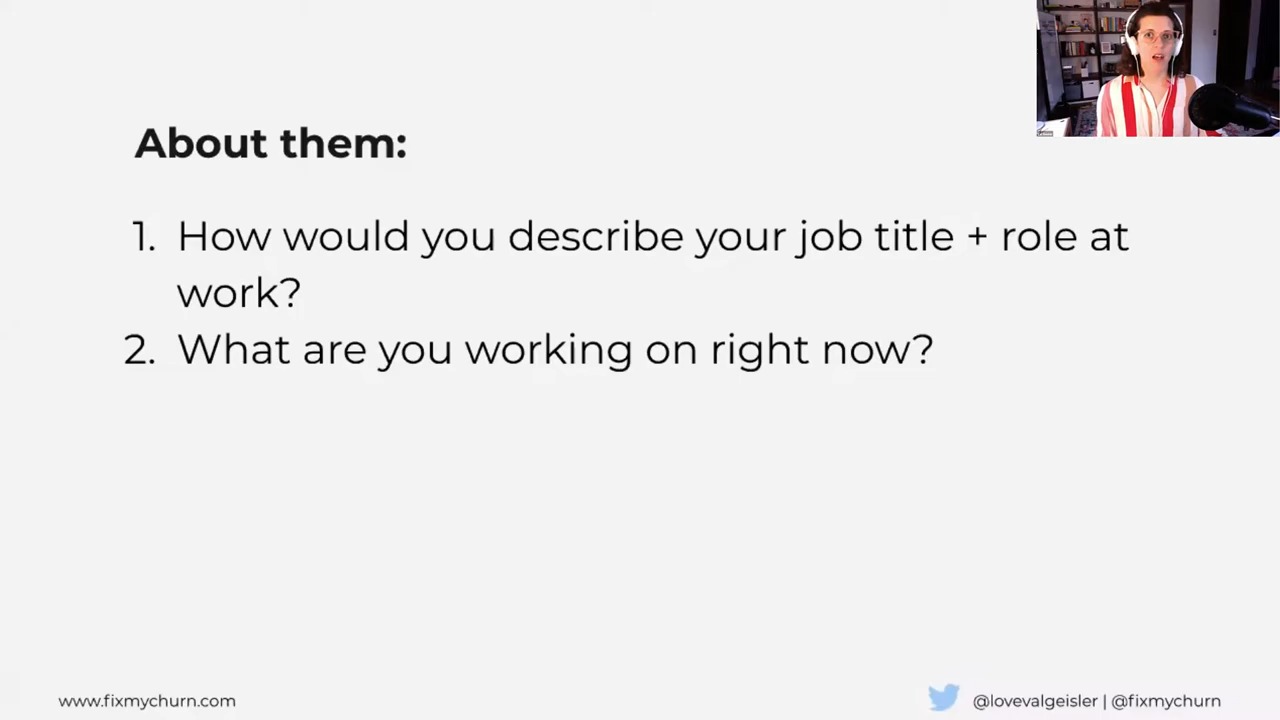 About them:
1. How would you describe your job title + role at
work?
2. What are you working on right now?
www.fixmychurn.com
@lovevalgeisler | @fixmychurn